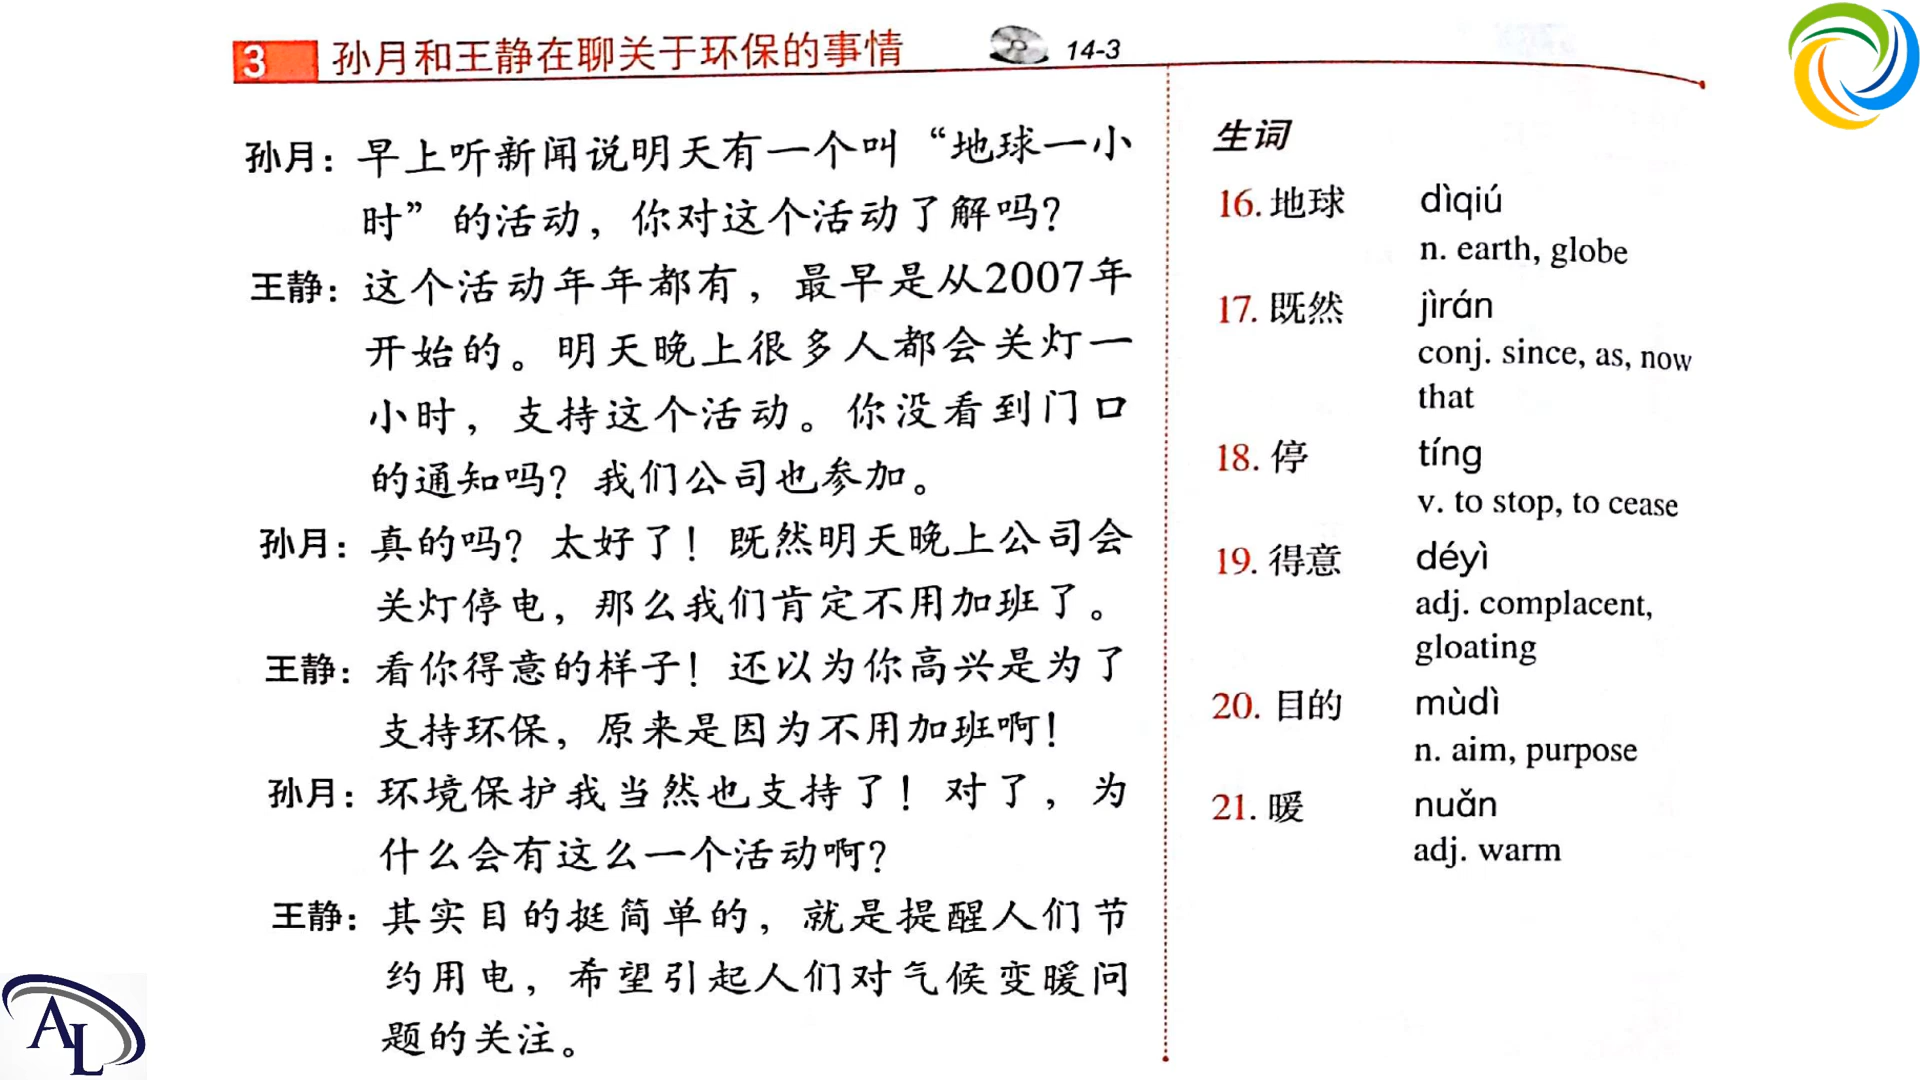 3 孙月和王静在聊关于环保的事情 14-3
孙月：早上听新闻说明天有一个叫“地球一小
时”的活动，你对这个活动了解吗？
王静：这个活动年年都有，最早是从2007年
开始的。明天晚上很多人都会关灯一
小时，支持这个活动。你没看到门口
的通知吗？我们公司也参加。
孙月：真的吗？太好了！既然明天晚上公司会
关灯停电，那么我们肯定不用加班了。
王静：看你得意的样子！还以为你高兴是为了
支持环保，原来是因为不用加班啊！
孙月：环境保护我当然也支持了！对了，为
什么会有这么一个活动啊？
王静：其实目的挺简单的，就是提醒人们节
约用电，希望引起人们对气候变暖问
题的关注。
生词
16. 地球 dìqiú
n. earth, globe
17. 既然 jìrán
conj. since, as, now
that
18. 停 tíng
v. to stop, to cease
19. 得意 déyì
adj. complacent,
gloating
20. 目的 mùdì
n. aim, purpose
21. 暖 nuǎn
adj. warm
AL